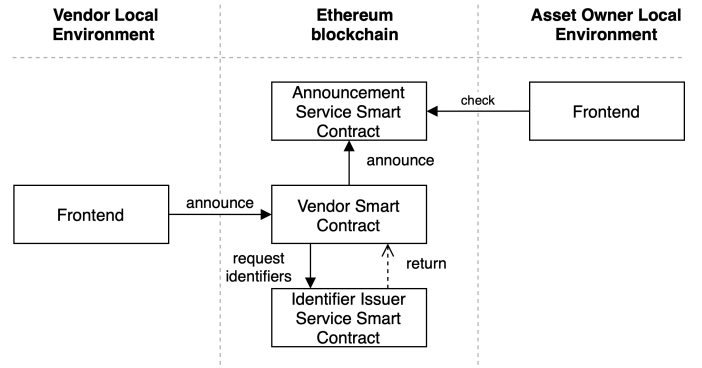 Vendor Local
Environment
Ethereum
blockchain
Asset Owner Local
Environment
Announcement
Service Smart
Contract
check
Frontend
announce
Frontend
announce
Vendor Smart
Contract
request
identifiers
return
Identifier Issuer
Service Smart
Contract